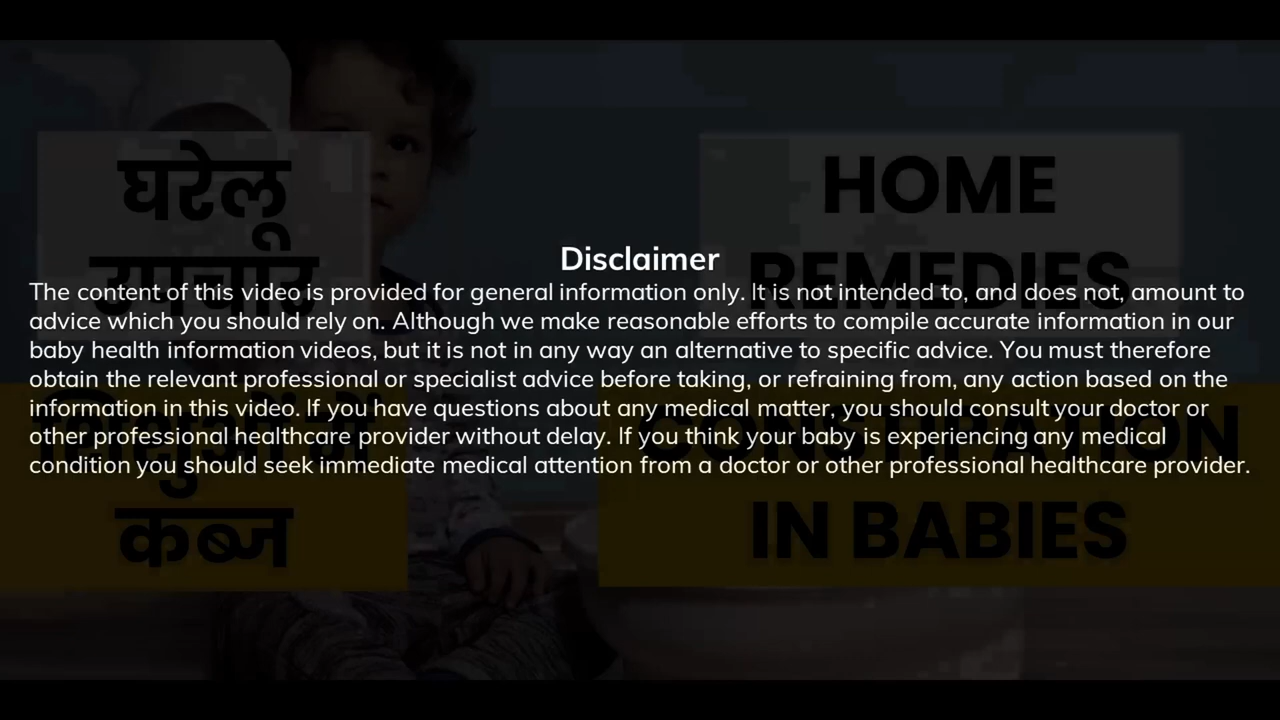 घरेलू
उपचार
शिशुओं में
कब्ज
HOME
REMEDIES
CONSTIPATION
IN BABIES
Disclaimer
The content of this video is provided for general information only. It is not intended to, and does not, amount to
advice which you should rely on. Although we make reasonable efforts to compile accurate information in our
baby health information videos, but it is not in any way an alternative to specific advice. You must therefore
obtain the relevant professional or specialist advice before taking, or refraining from, any action based on the
information in this video. If you have questions about any medical matter, you should consult your doctor or
other professional healthcare provider without delay. If you think your baby is experiencing any medical
condition you should seek immediate medical attention from a doctor or other professional healthcare provider.